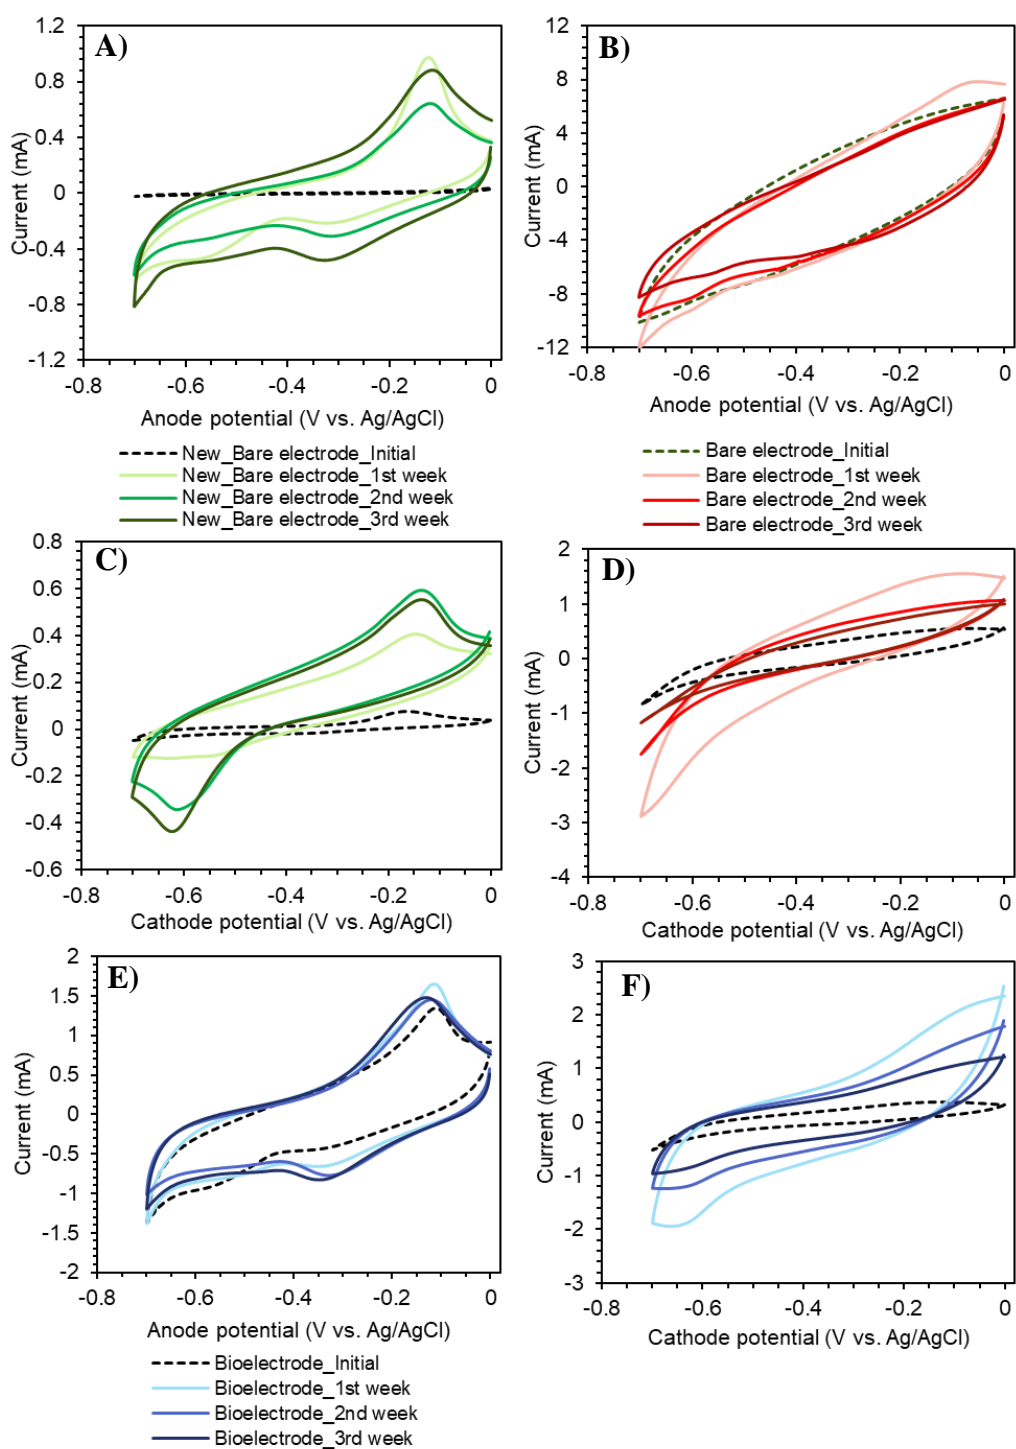 A)
1.2
0.8
0.4
0
-0.4
-0.8
-1.2
Current (mA)
-0.8
-0.6
-0.4
-0.2
0
Anode potential (V vs. Ag/AgCl)
New_Bare electrode_Initial
New_Bare electrode_1st week
New_Bare electrode_2nd week
New_Bare electrode_3rd week
B)
12
8
4
0
-4
-8
-12
Current (mA)
-0.8
-0.6
-0.4
-0.2
0
Anode potential (V vs. Ag/AgCl)
Bare electrode_Initial
Bare electrode_1st week
Bare electrode_2nd week
Bare electrode_3rd week
C)
0.8
0.6
0.4
0.2
0
-0.2
-0.4
-0.6
Current (mA)
-0.8
-0.6
-0.4
-0.2
0
Cathode potential (V vs. Ag/AgCl)
D)
2
1
0
-1
-2
-3
-4
Current (mA)
-0.8
-0.6
-0.4
-0.2
0
Cathode potential (V vs. Ag/AgCl)
E)
2
1.5
1
0.5
0
-0.5
-1
-1.5
-2
Current (mA)
-0.8
-0.6
-0.4
-0.2
0
Anode potential (V vs. Ag/AgCl)
Bioelectrode_Initial
Bioelectrode_1st week
Bioelectrode_2nd week
Bioelectrode_3rd week
F)
3
2
1
0
-1
-2
-3
Current (mA)
-0.8
-0.6
-0.4
-0.2
0
Cathode potential (V vs. Ag/AgCl)